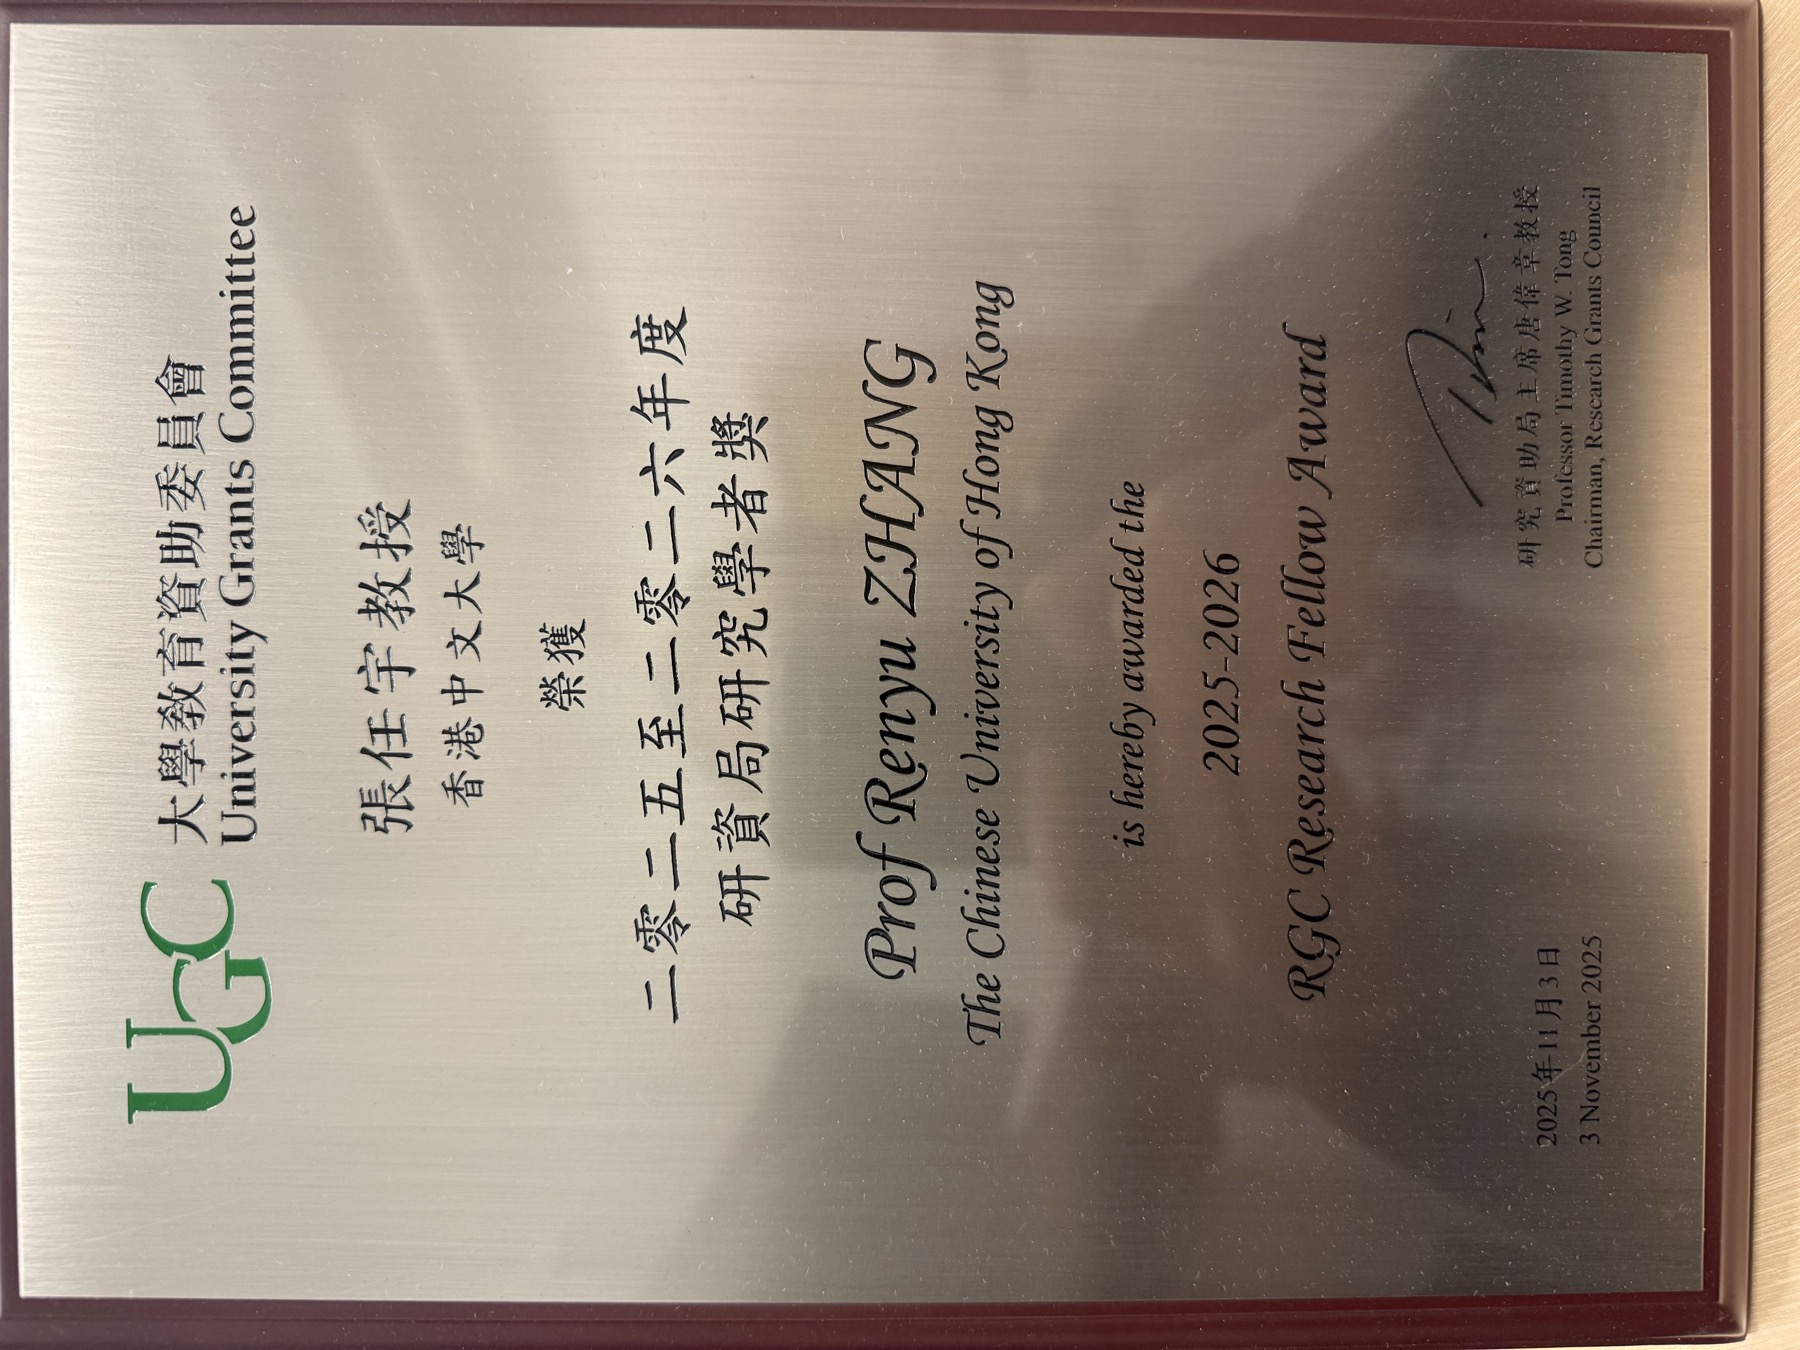 UGC
大學教育資助委員會
University Grants Committee
張任宇教授
香港中文大學
榮獲
二零二五至二零二六年度
研資局研究學者獎
Prof Renyu ZHANG
The Chinese University of Hong Kong
is hereby awarded the
2025-2026
RGC Research Fellow Award
2025年11月3日
3 November 2025
研究資助局主席唐偉章教授
Professor Timothy W. Tong
Chairman, Research Grants Council